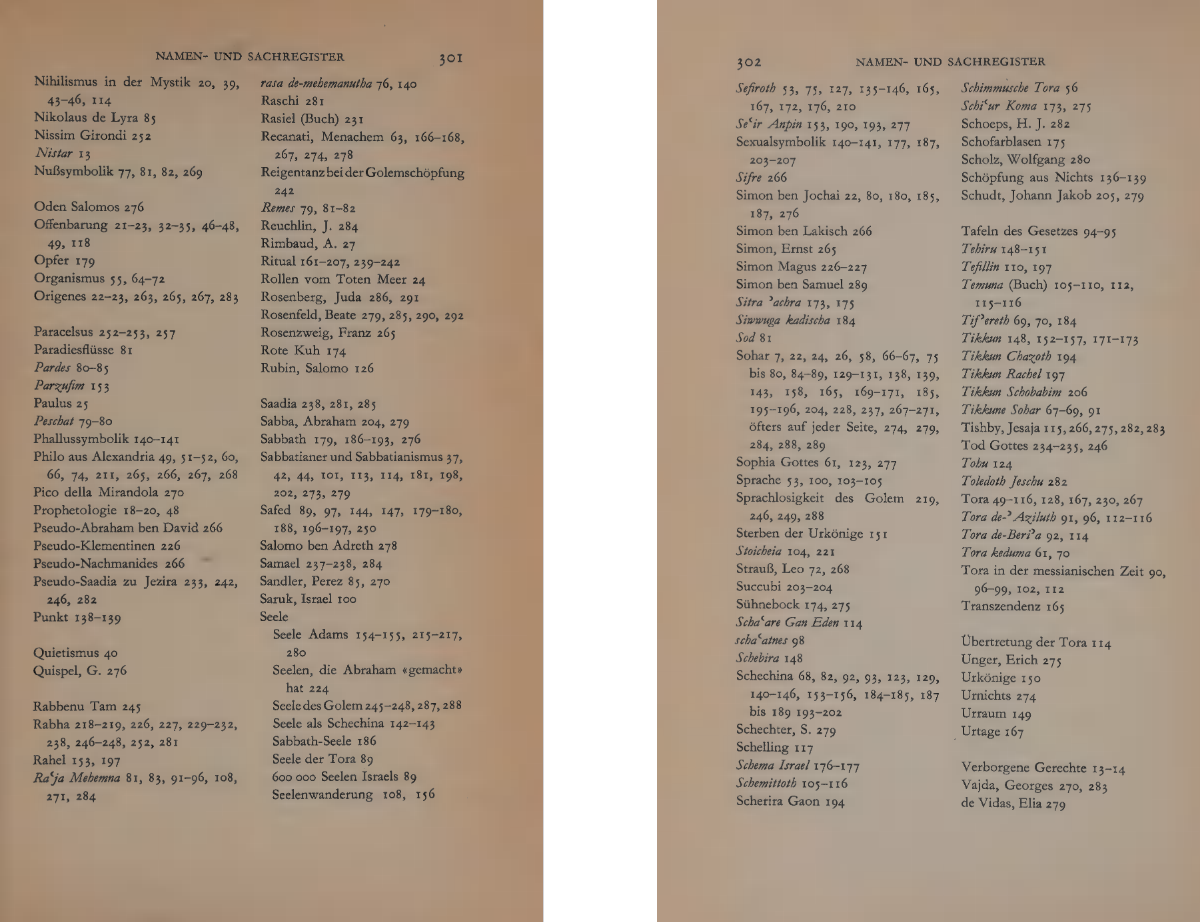 NAMEN- UND SACHREGISTER 301
Nihilismus in der Mystik 20, 39,
43–46, 114
Nikolaus de Lyra 85
Nissim Girondi 252
Nistar 13
Nußsymbolik 77, 81, 82, 269
Oden Salomos 276
Offenbarung 21–23, 32–35, 46–48,
49, 118
Opfer 179
Organismus 55, 64–72
Origenes 22–23, 263, 265, 267, 283
Paracelsus 252–253, 257
Paradiesflüsse 81
Pardes 80–85
Parzufim 153
Paulus 25
Peschat 79–80
Phallussymbolik 140–141
Philo aus Alexandria 49, 51–52, 60,
66, 74, 211, 265, 266, 267, 268
Pico della Mirandola 270
Prophetologie 18–20, 48
Pseudo-Abraham ben David 266
Pseudo-Klementinen 226
Pseudo-Nachmanides 266
Pseudo-Saadia zu Jezira 233, 242,
246, 282
Punkt 138–139
Quietismus 40
Quispel, G. 276
Rabbenu Tam 245
Rabha 218–219, 226, 227, 229–232,
238, 246–248, 252, 281
Rahel 153, 197
Raʿja Mehemna 81, 83, 91–96, 108,
271, 284
rasa de-mehemanutha 76, 140
Raschi 281
Rasiel (Buch) 231
Recanati, Menachem 63, 166–168,
267, 274, 278
Reigentanz bei der Golemschöpfung
242
Remes 79, 81–82
Reuchlin, J. 284
Rimbaud, A. 27
Ritual 161–207, 239–242
Rollen vom Toten Meer 24
Rosenberg, Juda 286, 291
Rosenfeld, Beate 279, 285, 290, 292
Rosenzweig, Franz 265
Rote Kuh 174
Rubin, Salomo 126
Saadia 238, 281, 285
Sabba, Abraham 204, 279
Sabbath 179, 186–193, 276
Sabbatianer und Sabbatianismus 37,
42, 44, 101, 113, 114, 181, 198,
202, 273, 279
Safed 89, 97, 144, 147, 179–180,
188, 196–197, 250
Salomo ben Adreth 278
Samael 237–238, 284
Sandler, Perez 85, 270
Saruk, Israel 100
Seele
Seele Adams 154–155, 215–217,
280
Seelen, die Abraham «gemacht»
hat 224
Seele des Golem 245–248, 287, 288
Seele als Schechina 142–143
Sabbath-Seele 186
Seele der Tora 89
600 000 Seelen Israels 89
Seelenwanderung 108, 156
302 NAMEN- UND SACHREGISTER
Sefiroth 53, 75, 127, 135–146, 165,
167, 172, 176, 210
Seʿir Anpin 153, 190, 193, 277
Sexualsymbolik 140–141, 177, 187,
203–207
Sifre 266
Simon ben Jochai 22, 80, 180, 185,
187, 276
Simon ben Lakisch 266
Simon, Ernst 265
Simon Magus 226–227
Simon ben Samuel 289
Sitra ʾachra 173, 175
Siwwuga kadischa 184
Sod 81
Sohar 7, 22, 24, 26, 58, 66–67, 75
bis 80, 84–89, 129–131, 138, 139,
143, 158, 165, 169–171, 185,
195–196, 204, 228, 237, 267–271,
öfters auf jeder Seite, 274, 279,
284, 288, 289
Sophia Gottes 61, 123, 277
Sprache 53, 100, 103–105
Sprachlosigkeit des Golem 219,
246, 249, 288
Sterben der Urkönige 151
Stoicheia 104, 221
Strauß, Leo 72, 268
Succubi 203–204
Sühnebock 174, 275
Schaʿare Gan Eden 114
schaʿatnes 98
Schebira 148
Schechina 68, 82, 92, 93, 123, 129,
140–146, 153–156, 184–185, 187
bis 189 193–202
Schechter, S. 279
Schelling 117
Schema Israel 176–177
Schemittoth 105–116
Scherira Gaon 194
Schimmusche Tora 56
Schiʿur Koma 173, 275
Schoeps, H. J. 282
Schofarblasen 175
Scholz, Wolfgang 280
Schöpfung aus Nichts 136–139
Schudt, Johann Jakob 205, 279
Tafeln des Gesetzes 94–95
Tehiru 148–151
Tefillin 110, 197
Temuna (Buch) 105–110, 112,
115–116
Tifʾereth 69, 70, 184
Tikkun 148, 152–157, 171–173
Tikkun Chazoth 194
Tikkun Rachel 197
Tikkun Schobabim 206
Tikkune Sohar 67–69, 91
Tishby, Jesaja 115, 266, 275, 282, 283
Tod Gottes 234–235, 246
Tohu 124
Toledoth Jeschu 282
Tora 49–116, 128, 167, 230, 267
Tora de-ʾAziluth 91, 96, 112–116
Tora de-Beriʾa 92, 114
Tora keduma 61, 70
Tora in der messianischen Zeit 90,
96–99, 102, 112
Transzendenz 165
Übertretung der Tora 114
Unger, Erich 275
Urkönige 150
Urnichts 274
Urraum 149
Urtage 167
Verborgene Gerechte 13–14
Vajda, Georges 270, 283
de Vidas, Elia 279